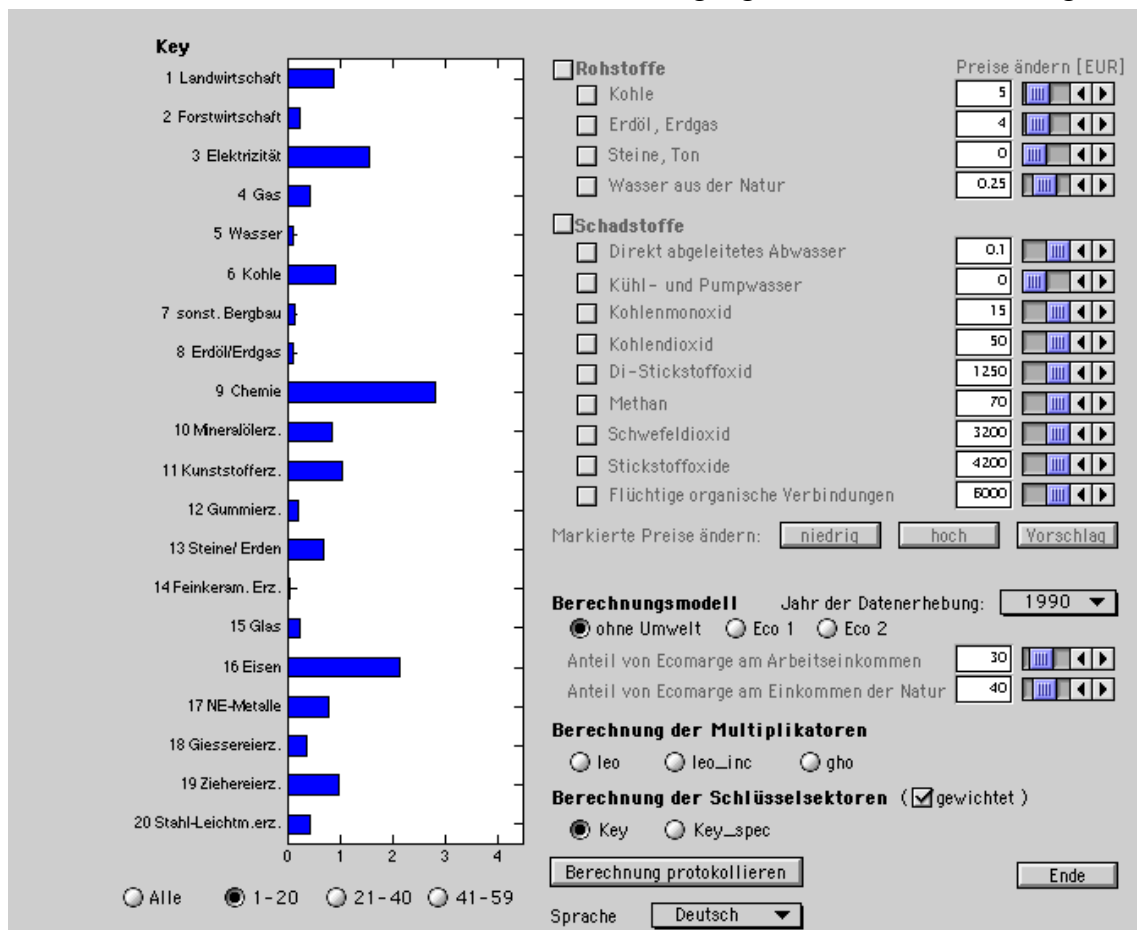 Key
1 Landwirtschaft
2 Forstwirtschaft
3 Elektrizität
4 Gas
5 Wasser
6 Kohle
7 sonst. Bergbau
8 Erdöl/Erdgas
9 Chemie
10 Mineralölerz.
11 Kunststofferz.
12 Gummierz.
13 Steine/ Erden
14 Feinkeram. Erz.
15 Glas
16 Eisen
17 NE-Metalle
18 Giessereierz.
19 Ziehereierz.
20 Stahl-Leichtm.erz.
0 1 2 3 4
Alle 1-20 21-40 41-59
Rohstoffe Preise ändern [EUR]
Kohle 5
Erdöl, Erdgas 4
Steine, Ton 0
Wasser aus der Natur 0.25
Schadstoffe
Direkt abgeleitetes Abwasser 0.1
Kühl- und Pumpwasser 0
Kohlenmonoxid 15
Kohlendioxid 50
Di-Stickstoffoxid 1250
Methan 70
Schwefeldioxid 3200
Stickstoffoxide 4200
Flüchtige organische Verbindungen 6000
Markierte Preise ändern: niedrig hoch Vorschlag
Berechnungsmodell Jahr der Datenerhebung: 1990
ohne Umwelt Eco 1 Eco 2
Anteil von Ecomarge am Arbeitseinkommen 30
Anteil von Ecomarge am Einkommen der Natur 40
Berechnung der Multiplikatoren
leo leo_inc gho
Berechnung der Schlüsselsektoren ( gewichtet )
Key Key_spec
Berechnung protokollieren Ende
Sprache Deutsch